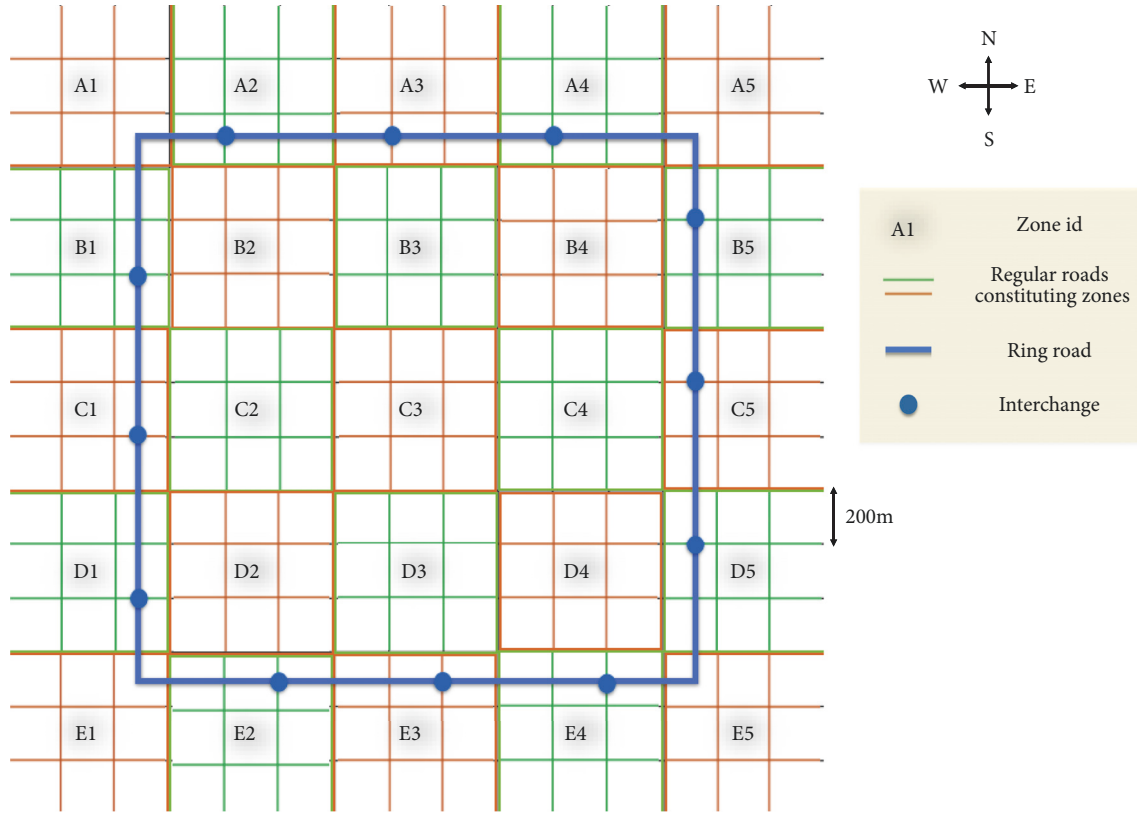 A1 A2 A3 A4 A5
B1 B2 B3 B4 B5
C1 C2 C3 C4 C5
D1 D2 D3 D4 D5
E1 E2 E3 E4 E5
N
W E
S
A1 Zone id
Regular roads
constituting zones
Ring road
Interchange
200m